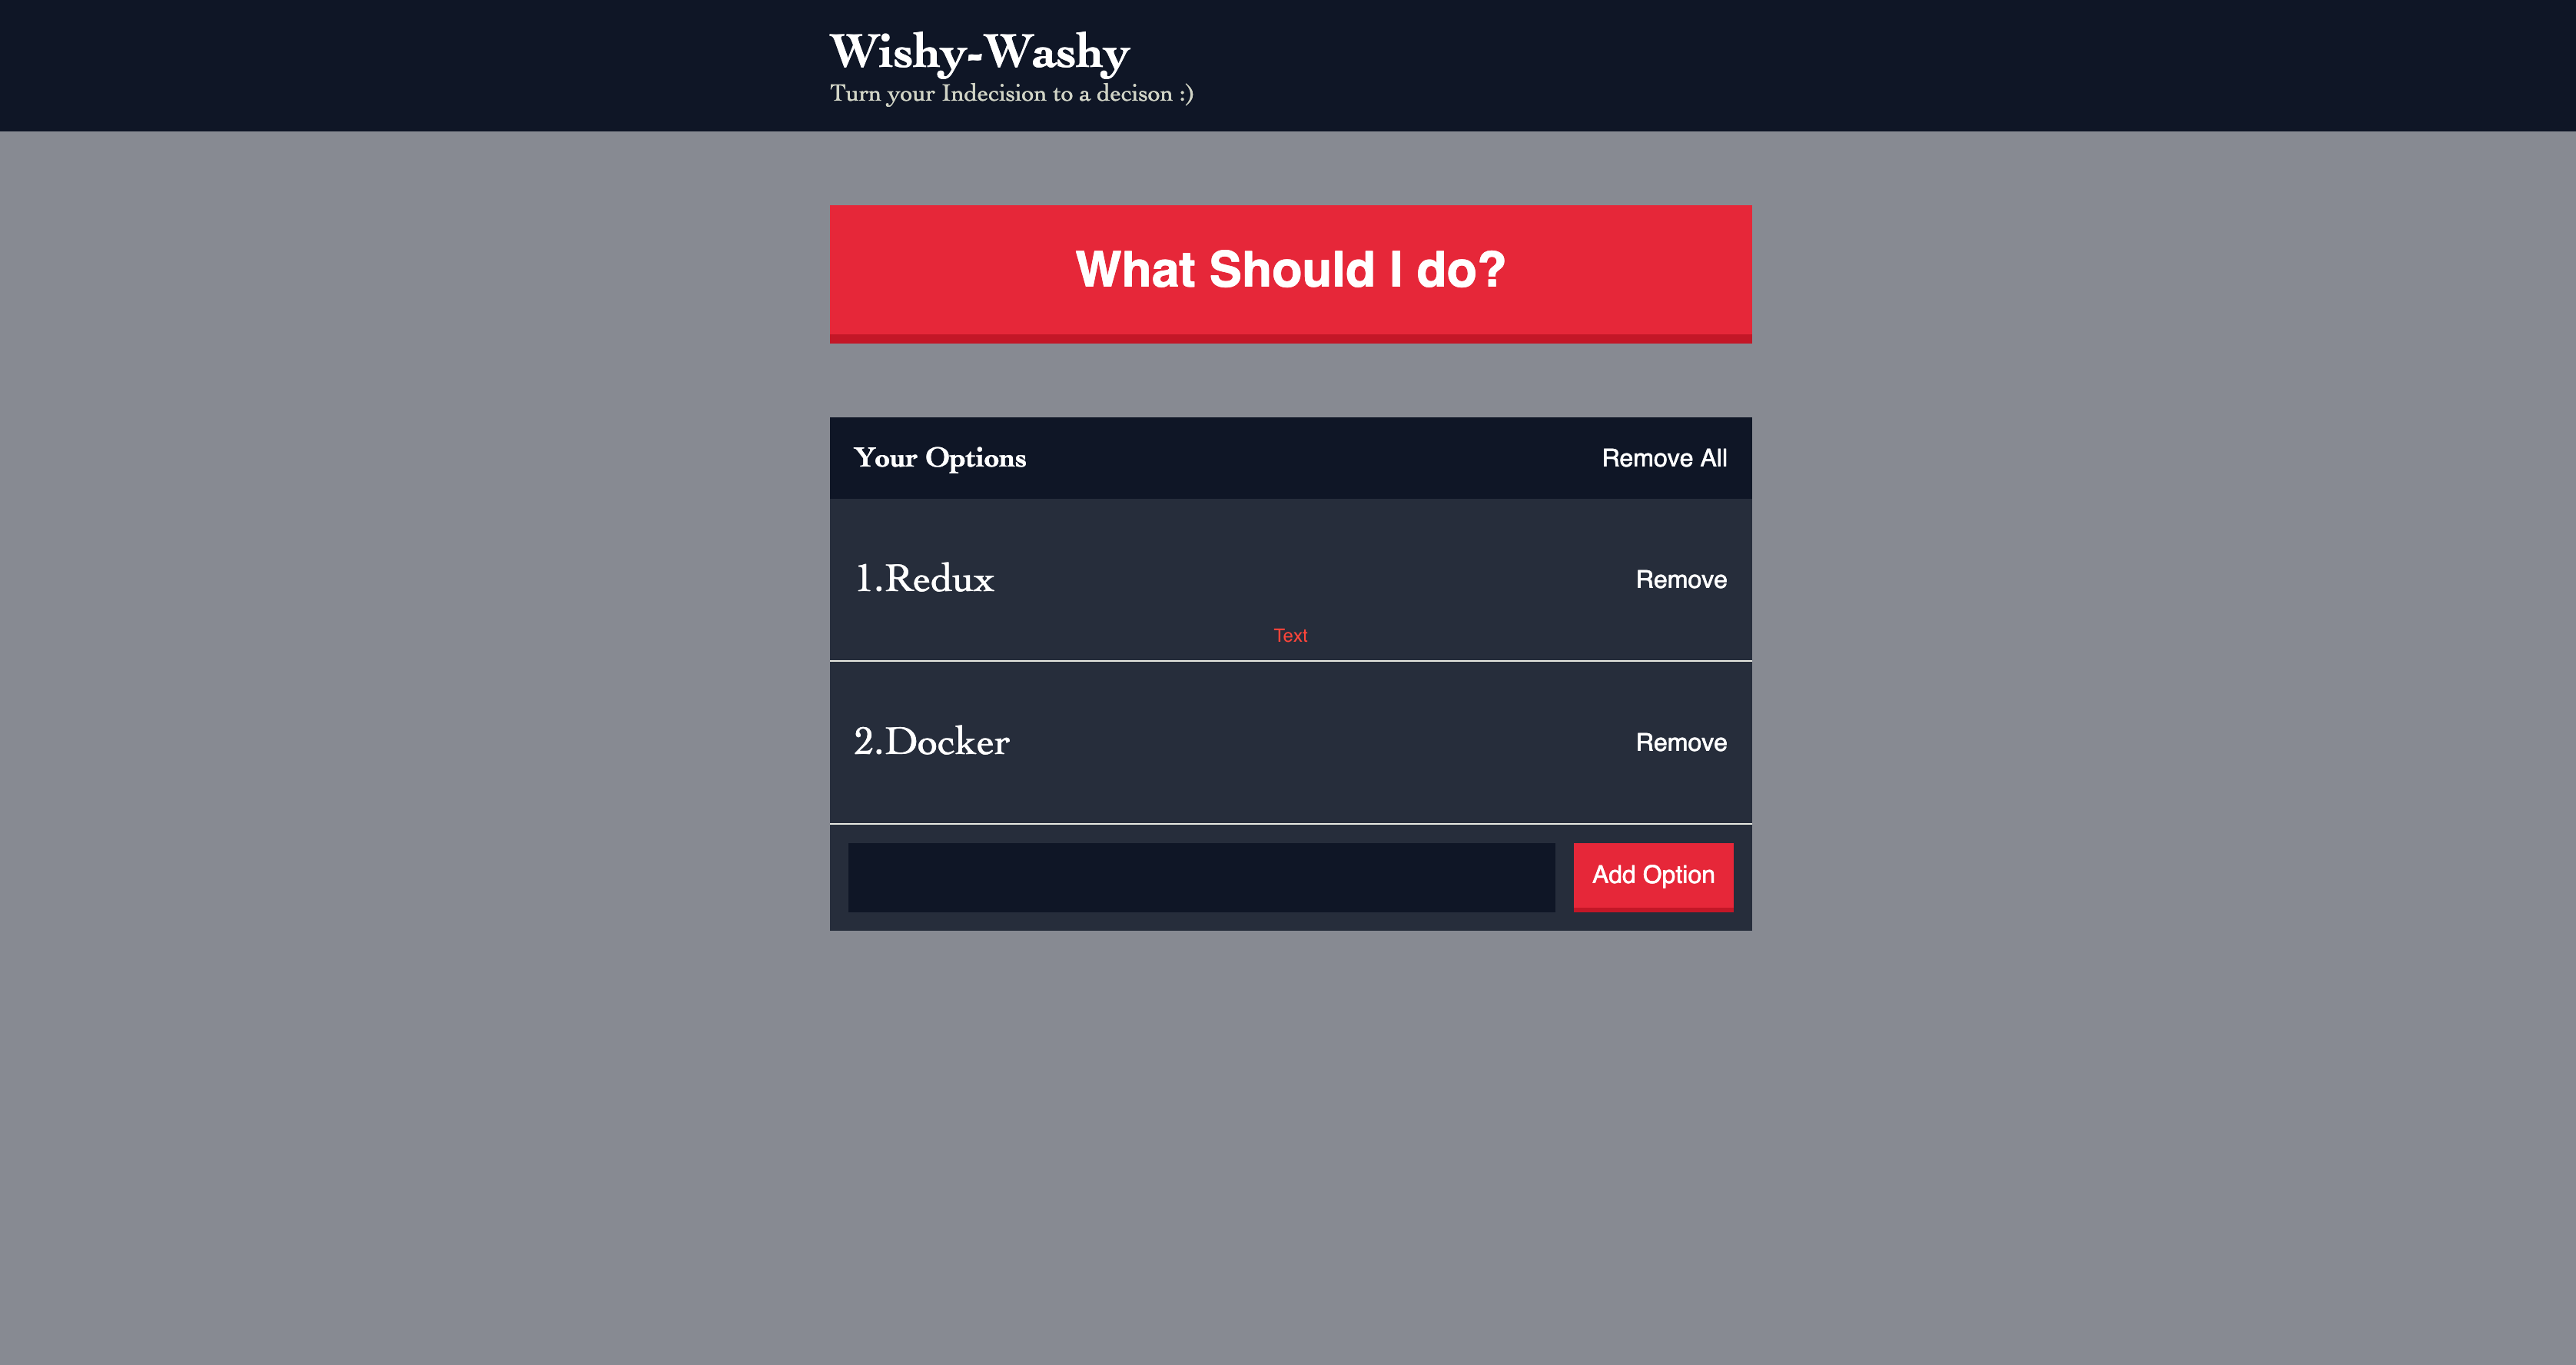 Wishy-Washy
Turn your Indecision to a decison :)
What Should I do?
Your Options
Remove All
1.Redux
Remove
Text
2.Docker
Remove
Add Option